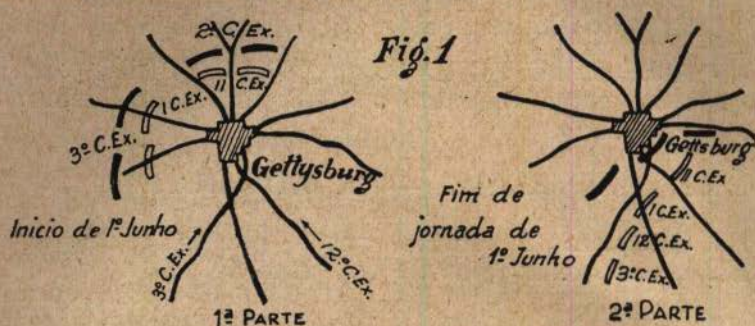 Fig. 1
2º C. Ex.
II C. Ex.
I C. Ex.
3º C. Ex.
Gettysburg
Inicio de 1º Junho
3º C. Ex.
12º C. Ex.
1ª PARTE
Gettsburg
II C. Ex
Fim de
jornada de
1º Junho
I C. Ex.
12º C. Ex.
3º C. Ex.
2ª PARTE